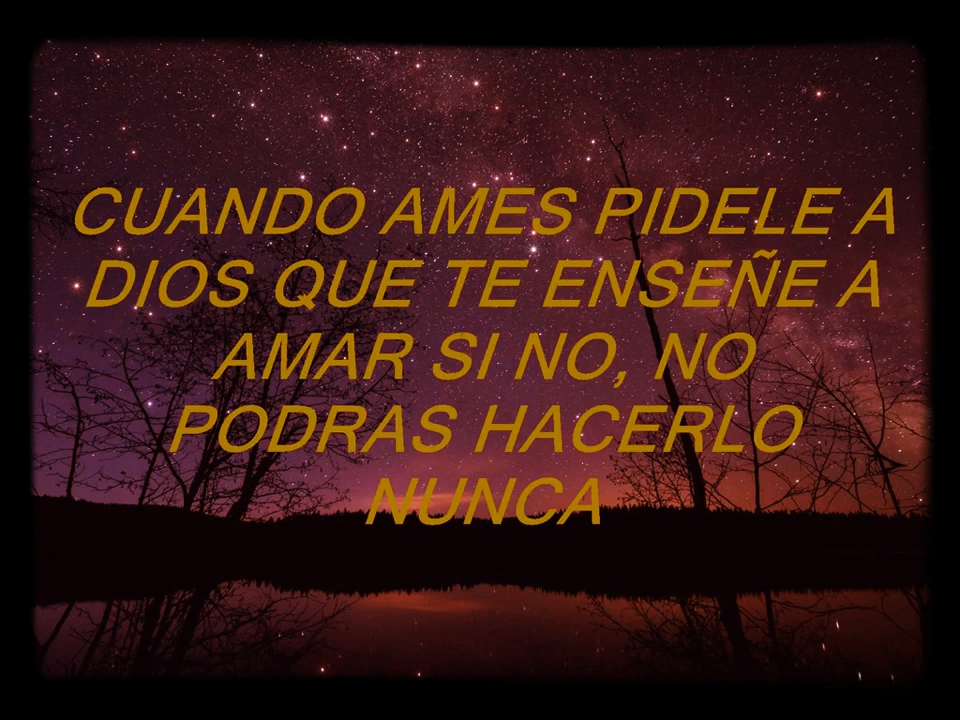 CUANDO AMES PIDELE A
DIOS QUE TE ENSEÑE A
AMAR SI NO, NO
PODRAS HACERLO
NUNCA